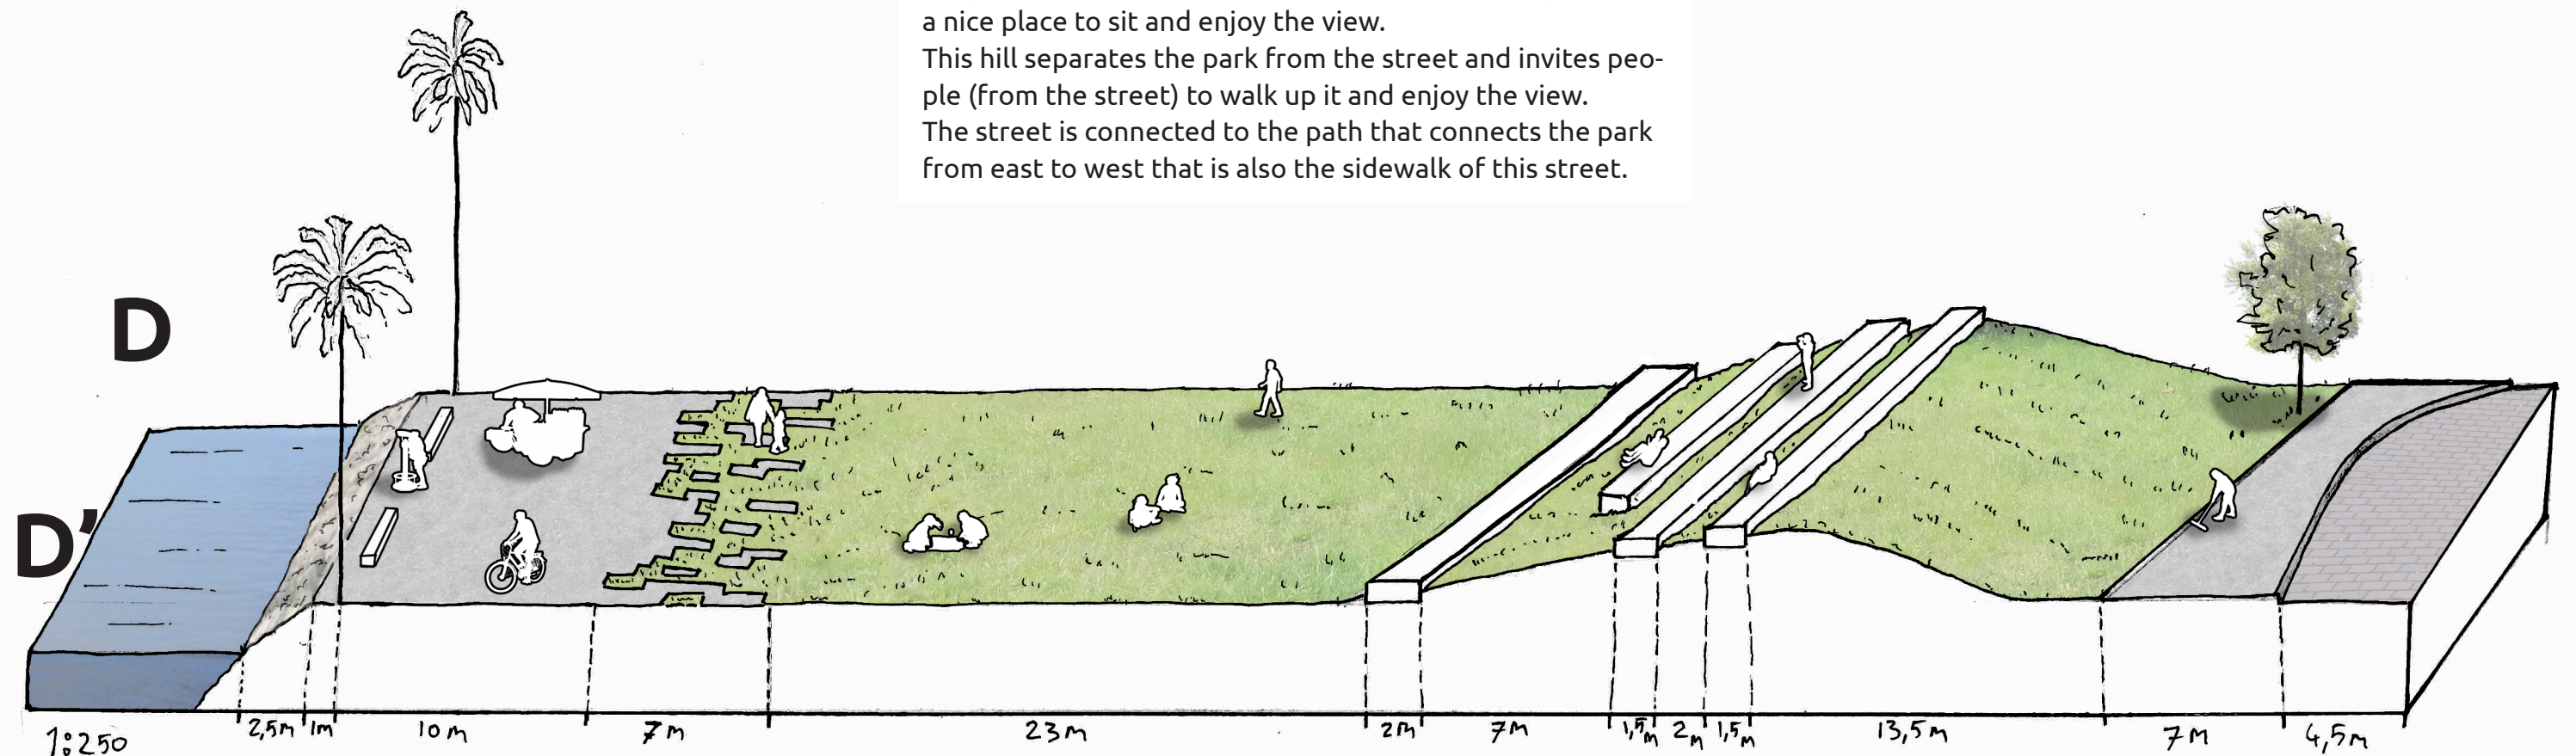 a nice place to sit and enjoy the view.
This hill separates the park from the street and invites peo-
ple (from the street) to walk up it and enjoy the view.
The street is connected to the path that connects the park
from east to west that is also the sidewalk of this street.
D
D'
2,5m 1m 10m 7m 23m 2m 7m 1,5m 2m 1,5m 13,5m 7m 4,5m
1:250